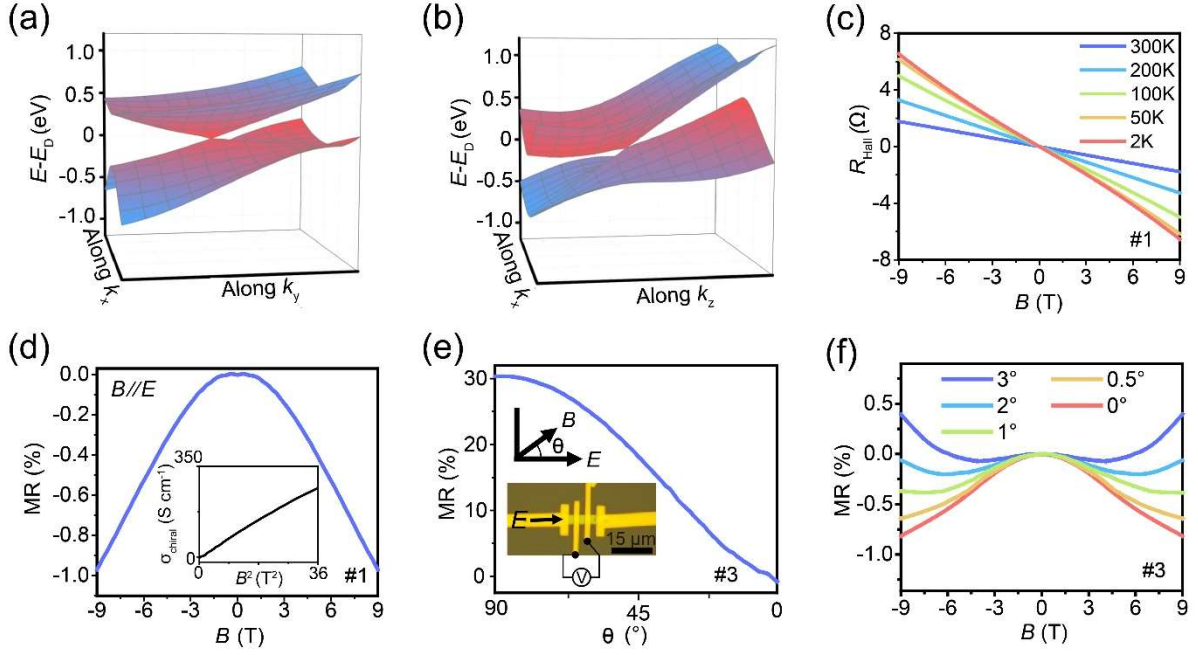 (a)
1.0
0.5
0
-0.5
-1.0
E-E_D (eV)
Along k_x
Along k_y
(b)
1.0
0.5
0
-0.5
-1.0
E-E_D (eV)
Along k_x
Along k_z
(c)
8
4
0
-4
-8
R_Hall (Ω)
300K
200K
100K
50K
2K
#1
-9 -6 -3 0 3 6 9
B (T)
(d)
0.0
-0.2
-0.4
-0.6
-0.8
-1.0
MR (%)
B//E
350
0
σ_chiral (S cm⁻¹)
0 36
B² (T²)
#1
-9 -6 -3 0 3 6 9
B (T)
(e)
30
20
10
0
MR (%)
B
θ
E
E
15 μm
V
#3
90 45 0
θ (°)
(f)
0.5
0.0
-0.5
-1.0
MR (%)
3° 0.5°
2° 0°
1°
#3
-9 -6 -3 0 3 6 9
B (T)